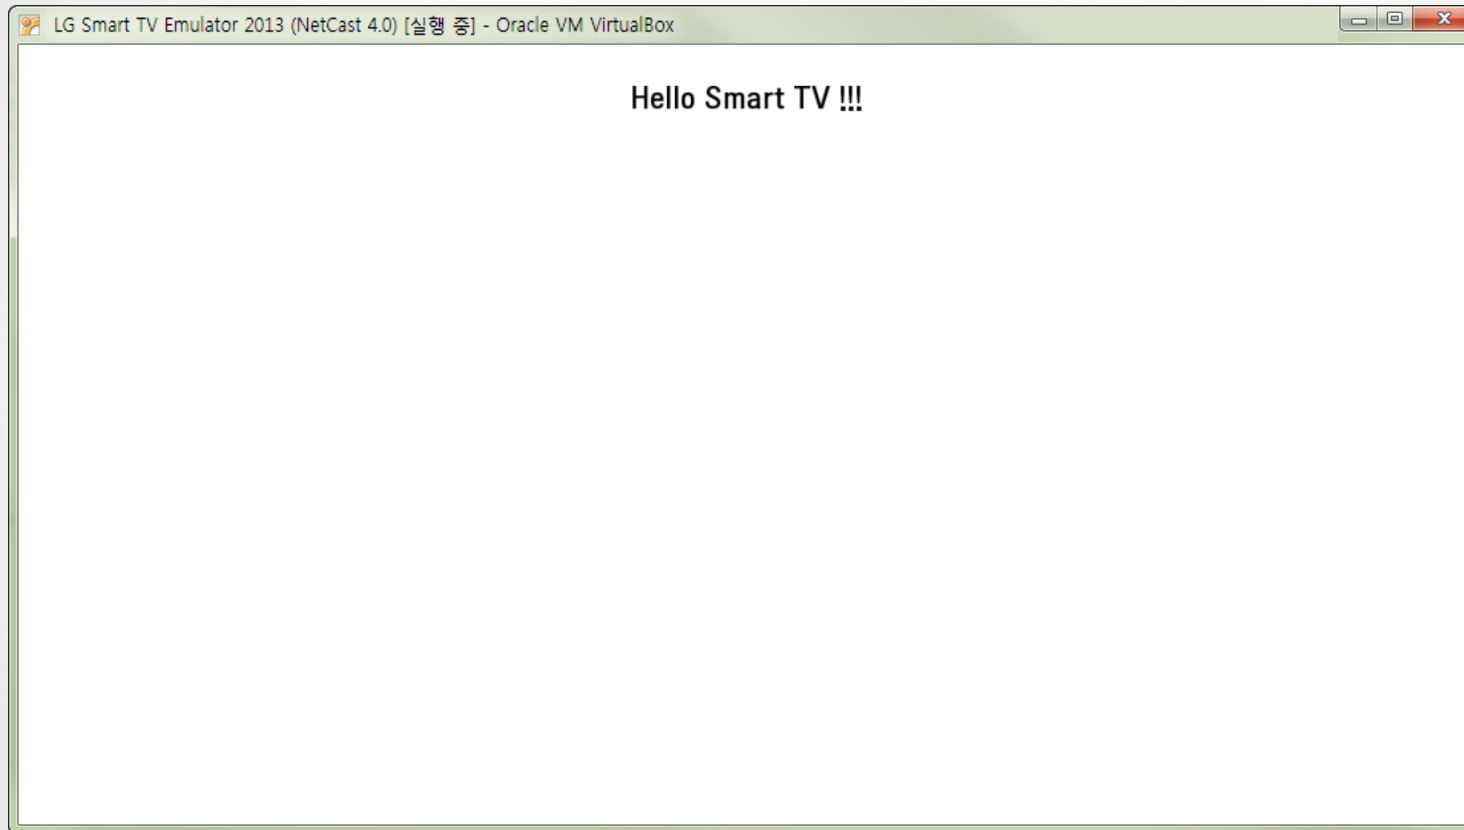 LG Smart TV Emulator 2013 (NetCast 4.0) [실행 중] - Oracle VM VirtualBox
Hello Smart TV !!!